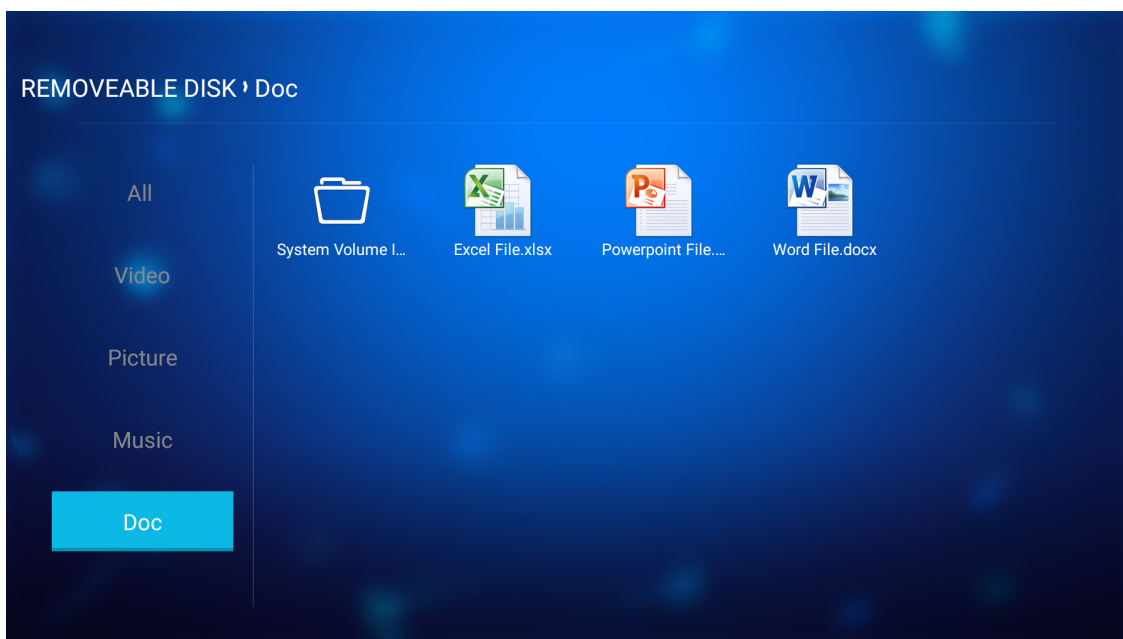 REMOVEABLE DISK › Doc
All
Video
Picture
Music
Doc
System Volume I...
Excel File.xlsx
Powerpoint File....
Word File.docx